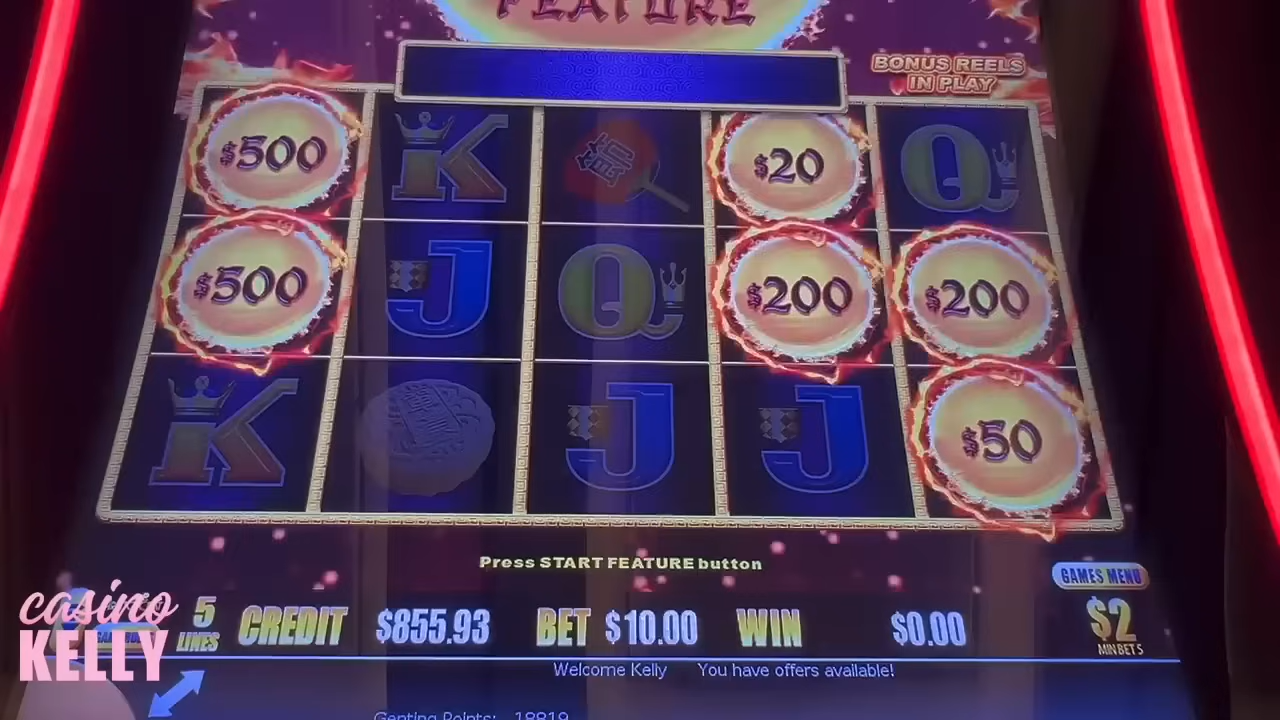 FEATURE
BONUS REELS
IN PLAY
$500
K
$20
Q
$500
J
Q
$200
$200
K
J
J
$50
Press START FEATURE button
casino
KELLY
5
LINES
CREDIT
$855.93
BET
$10.00
WIN
$0.00
GAMES MENU
$2
MIN BET 5
Welcome Kelly
You have offers available!
Genting Points: 18819